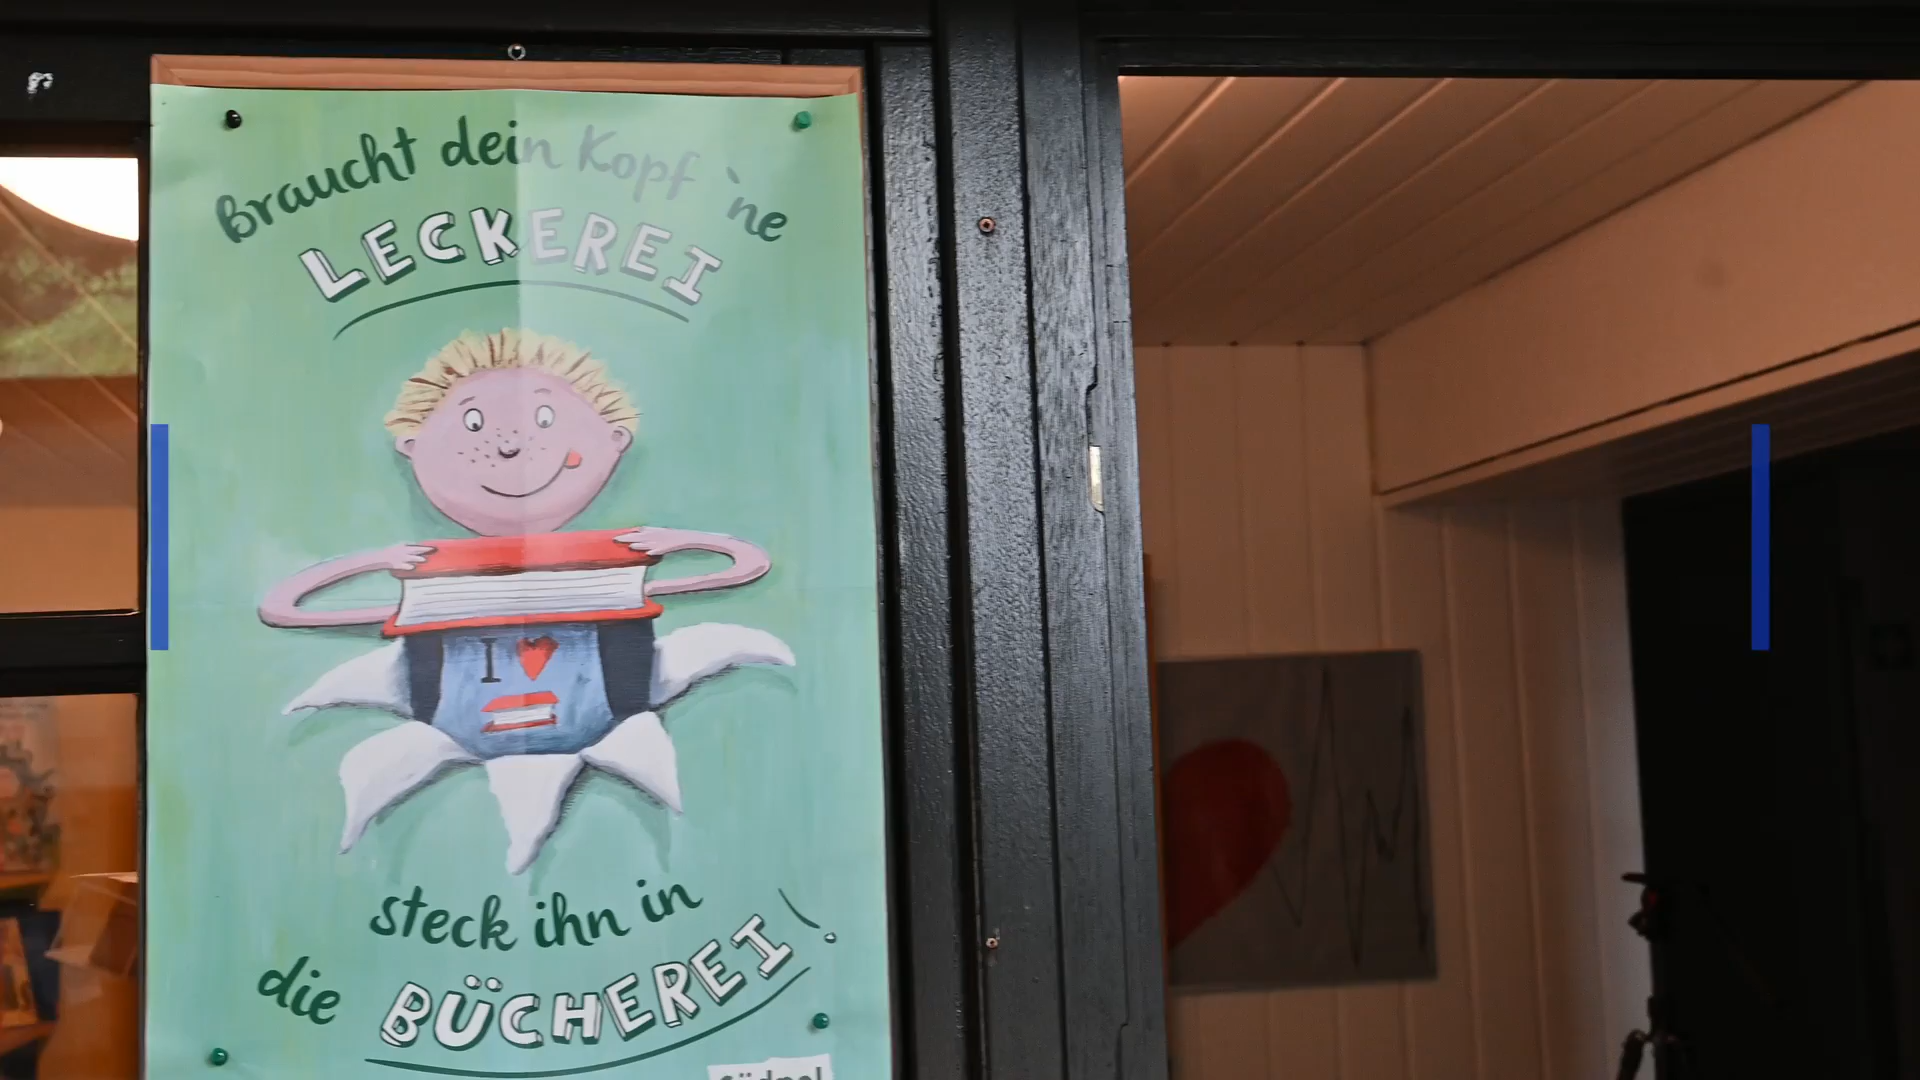 Braucht dein Kopf 'ne
LECKEREI
I
steck ihn in
die BÜCHEREI!